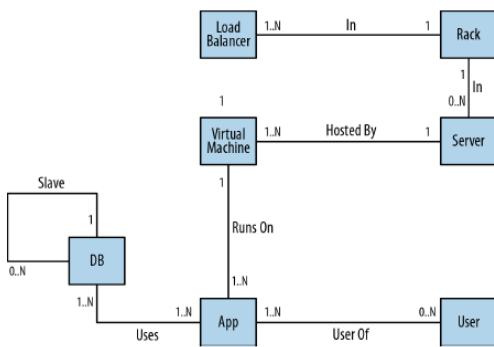 Load
Balancer
1..N
In
1
Rack
1
In
0..N
1
Virtual
Machine
1..N
Hosted By
1
Server
1
Slave
1
DB
0..N
1..N
Runs On
1..N
1..N
Uses
App
1..N
User Of
0..N
User